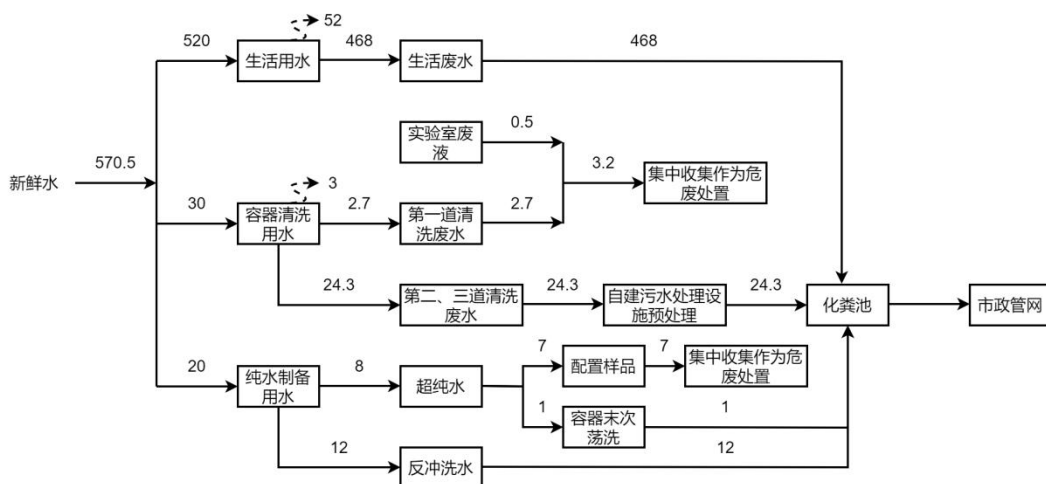 52
520
生活用水
468
生活废水
468
实验室废
液
0.5
570.5
新鲜水
3.2
集中收集作为危
废处置
3
30
容器清洗
用水
2.7
第一道清
洗废水
2.7
24.3
第二、三道清洗
废水
24.3
自建污水处理设
施预处理
24.3
化粪池
市政管网
20
纯水制备
用水
8
超纯水
7
配置样品
7
集中收集作为危
废处置
1
容器末次
荡洗
1
12
反冲洗水
12